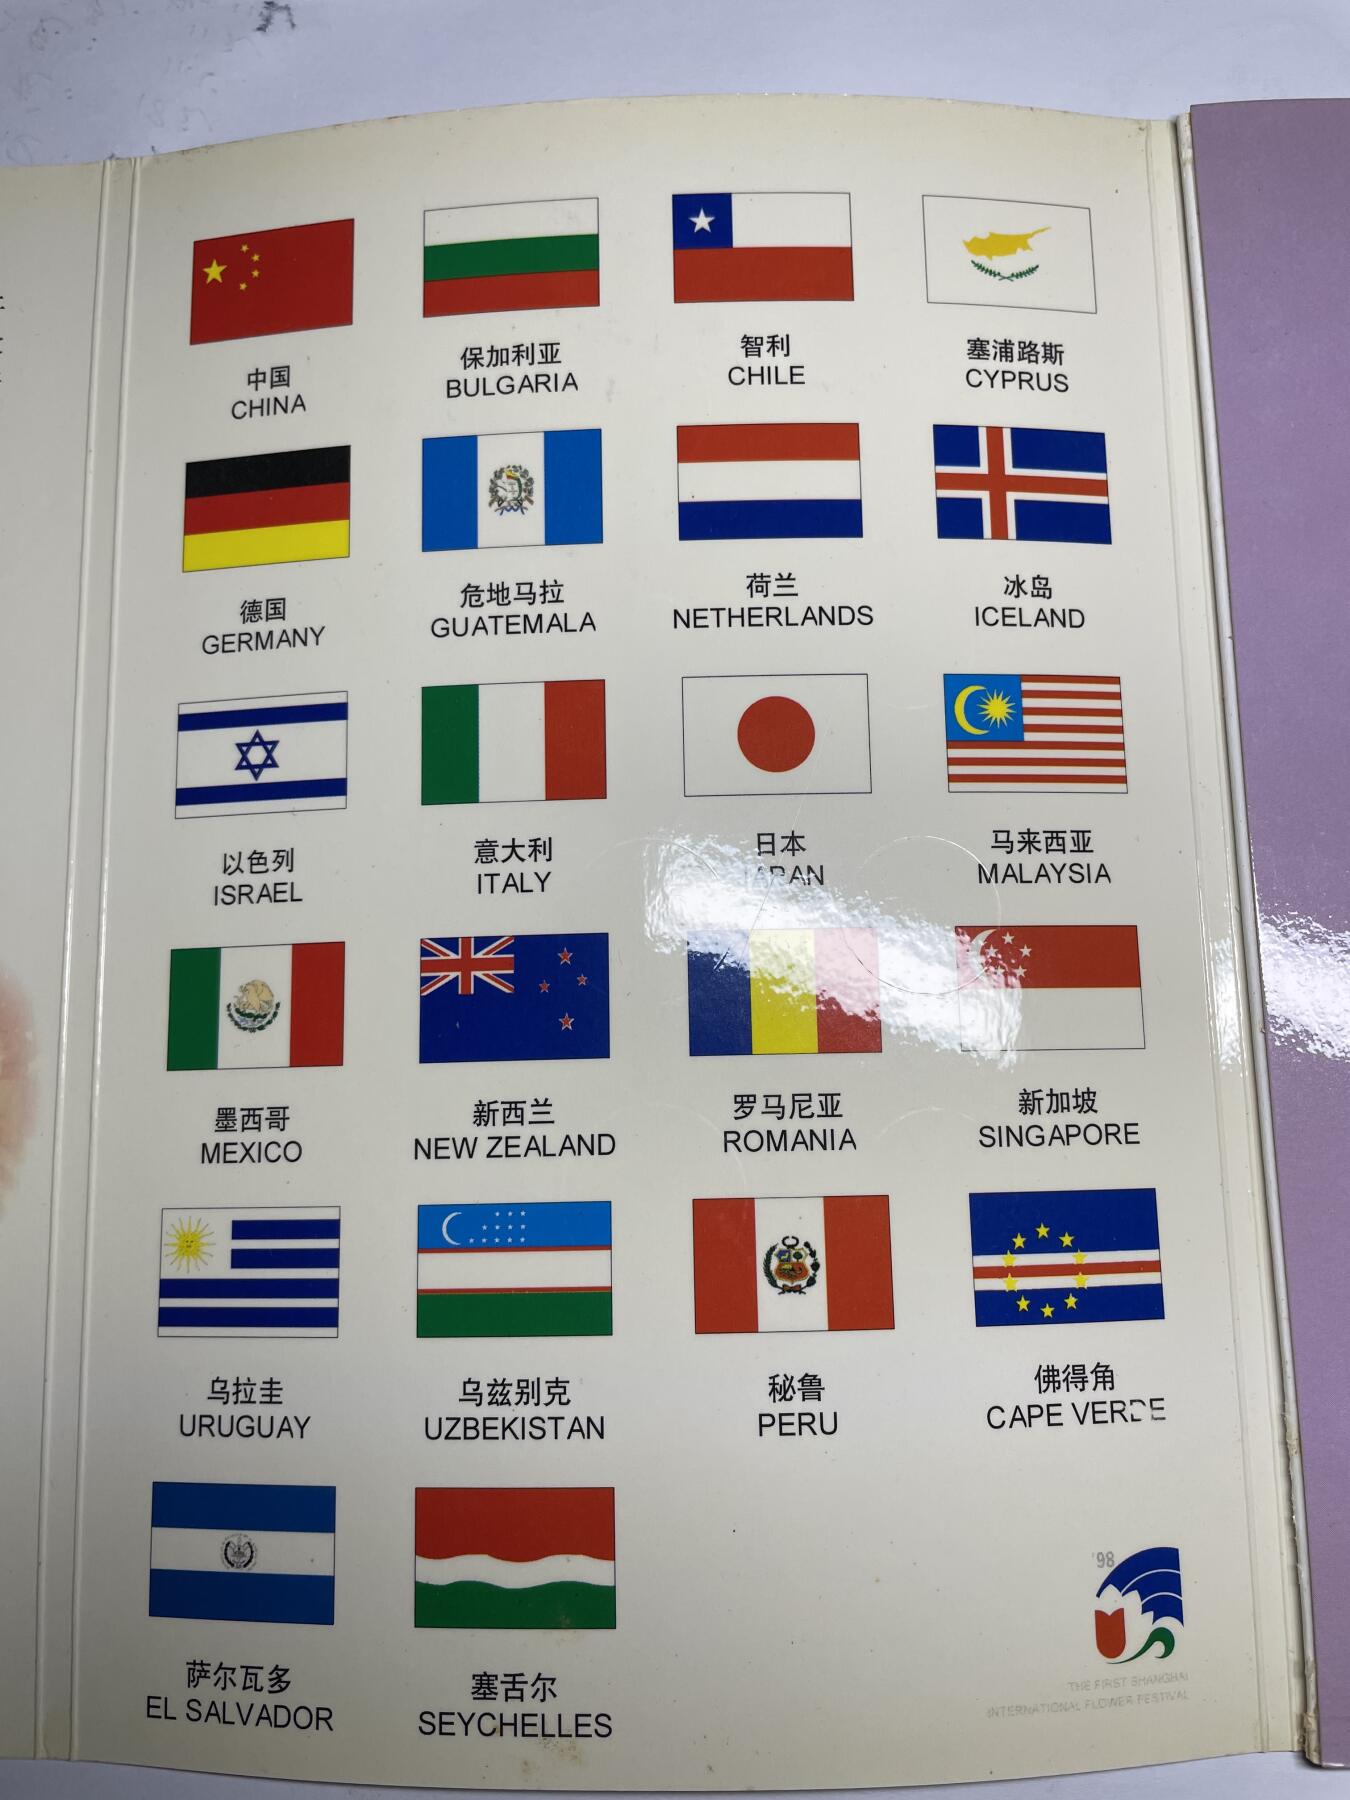 中国
CHINA
保加利亚
BULGARIA
智利
CHILE
塞浦路斯
CYPRUS
德国
GERMANY
危地马拉
GUATEMALA
荷兰
NETHERLANDS
冰岛
ICELAND
以色列
ISRAEL
意大利
ITALY
日本
JAPAN
马来西亚
MALAYSIA
墨西哥
MEXICO
新西兰
NEW ZEALAND
罗马尼亚
ROMANIA
新加坡
SINGAPORE
乌拉圭
URUGUAY
乌兹别克
UZBEKISTAN
秘鲁
PERU
佛得角
CAPE VERDE
萨尔瓦多
EL SALVADOR
塞舌尔
SEYCHELLES
'98
THE FIRST SHANGHAI
INTERNATIONAL FLOWER FESTIVAL